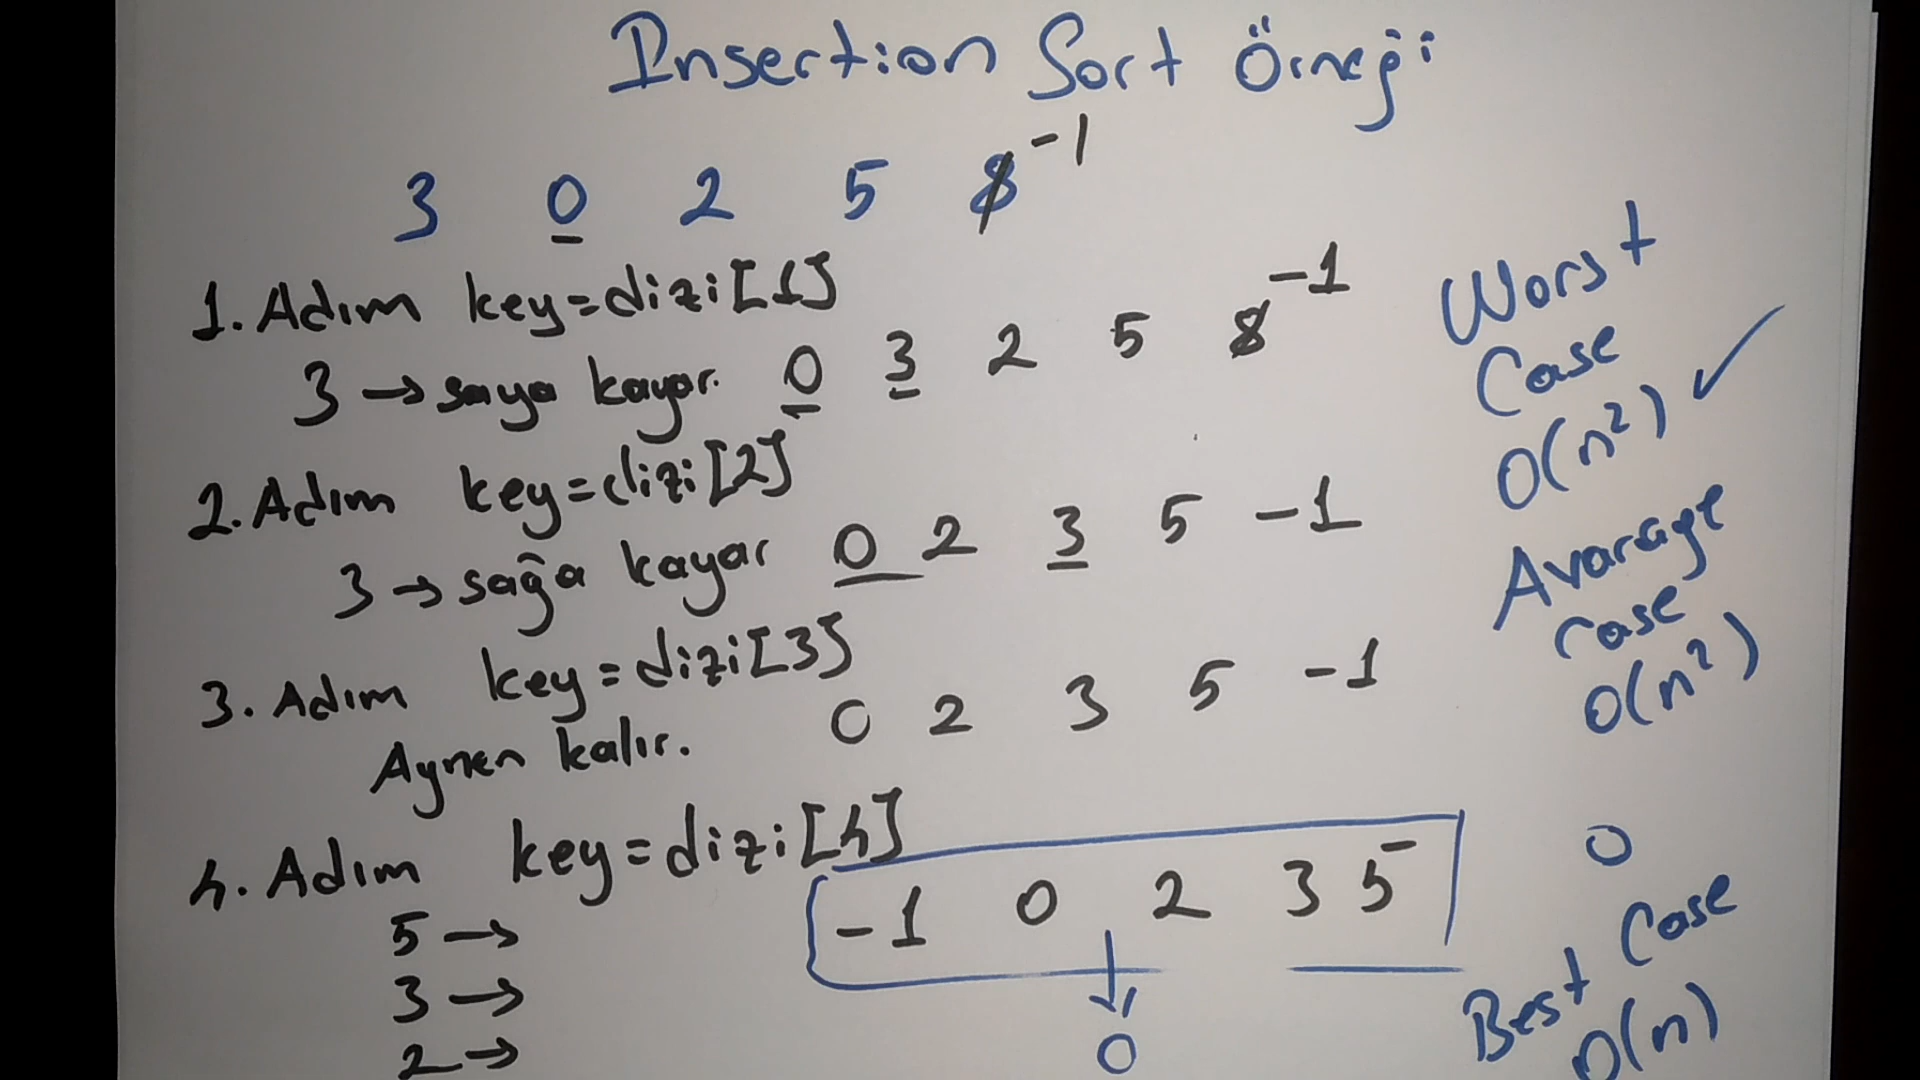 Insertion Sort Örneği
3 0 2 5 8 -1
1. Adım key=dizi[1]
3 → saya kayar. 0 3 2 5 8 -1
2. Adım key=dizi[2]
3 → sağa kayar 0 2 3 5 -1
3. Adım key=dizi[3]
Aynen kalır. 0 2 3 5 -1
4. Adım key=dizi[4]
-1 0 2 3 5
5 →
3 →
2 →
0
Worst
Case
O(n²) ✓
Avarage
case
O(n²)
O
Best Case
O(n)